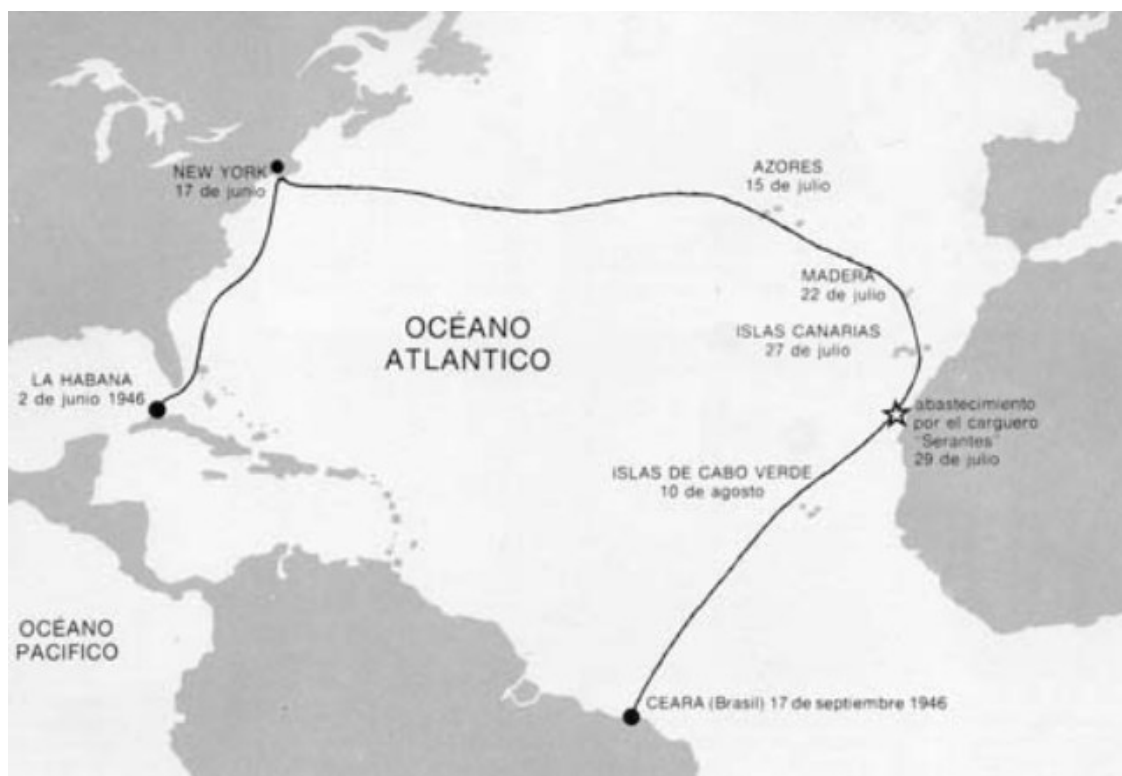 NEW YORK
17 de junio
AZORES
15 de julio
MADERA
22 de julio
OCÉANO
ATLANTICO
ISLAS CANARIAS
27 de julio
LA HABANA
2 de junio 1946
abastecimiento
por el carguero
"Serantes"
29 de julio
ISLAS DE CABO VERDE
10 de agosto
OCÉANO
PACIFICO
CEARA (Brasil) 17 de septiembre 1946